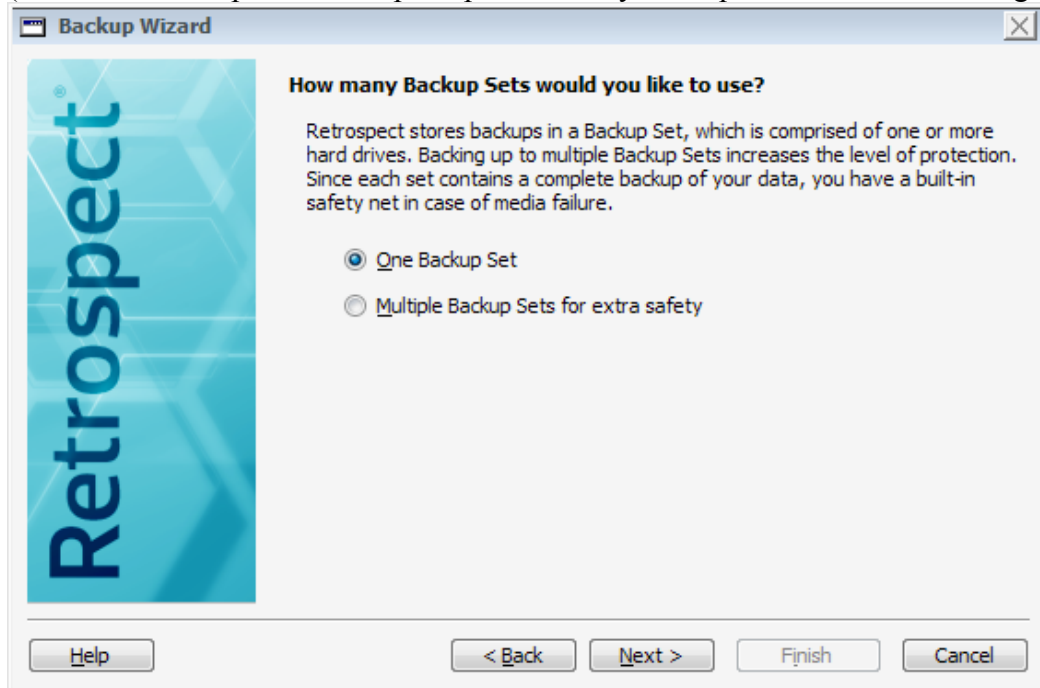 Backup Wizard
Retrospect®
How many Backup Sets would you like to use?
Retrospect stores backups in a Backup Set, which is comprised of one or more
hard drives. Backing up to multiple Backup Sets increases the level of protection.
Since each set contains a complete backup of your data, you have a built-in
safety net in case of media failure.
One Backup Set
Multiple Backup Sets for extra safety
Help
< Back
Next >
Finish
Cancel